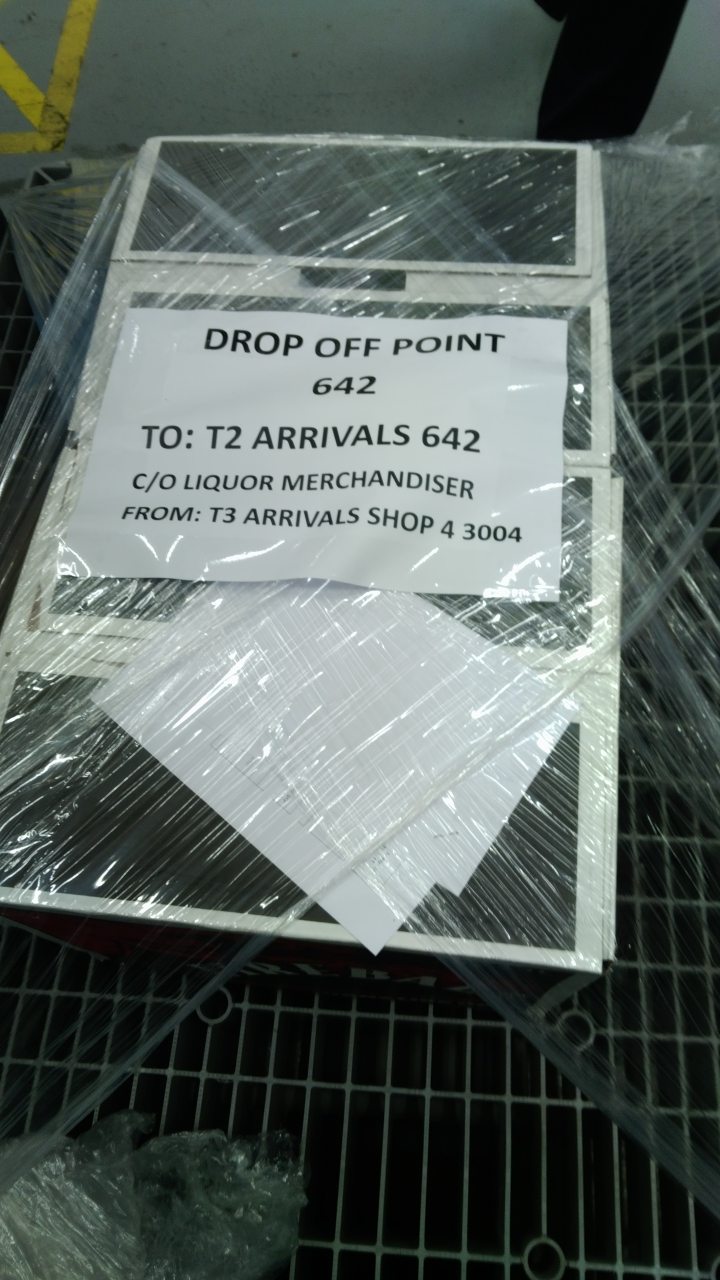 DROP OFF POINT
642
TO: T2 ARRIVALS 642
C/O LIQUOR MERCHANDISER
FROM: T3 ARRIVALS SHOP 4 3004